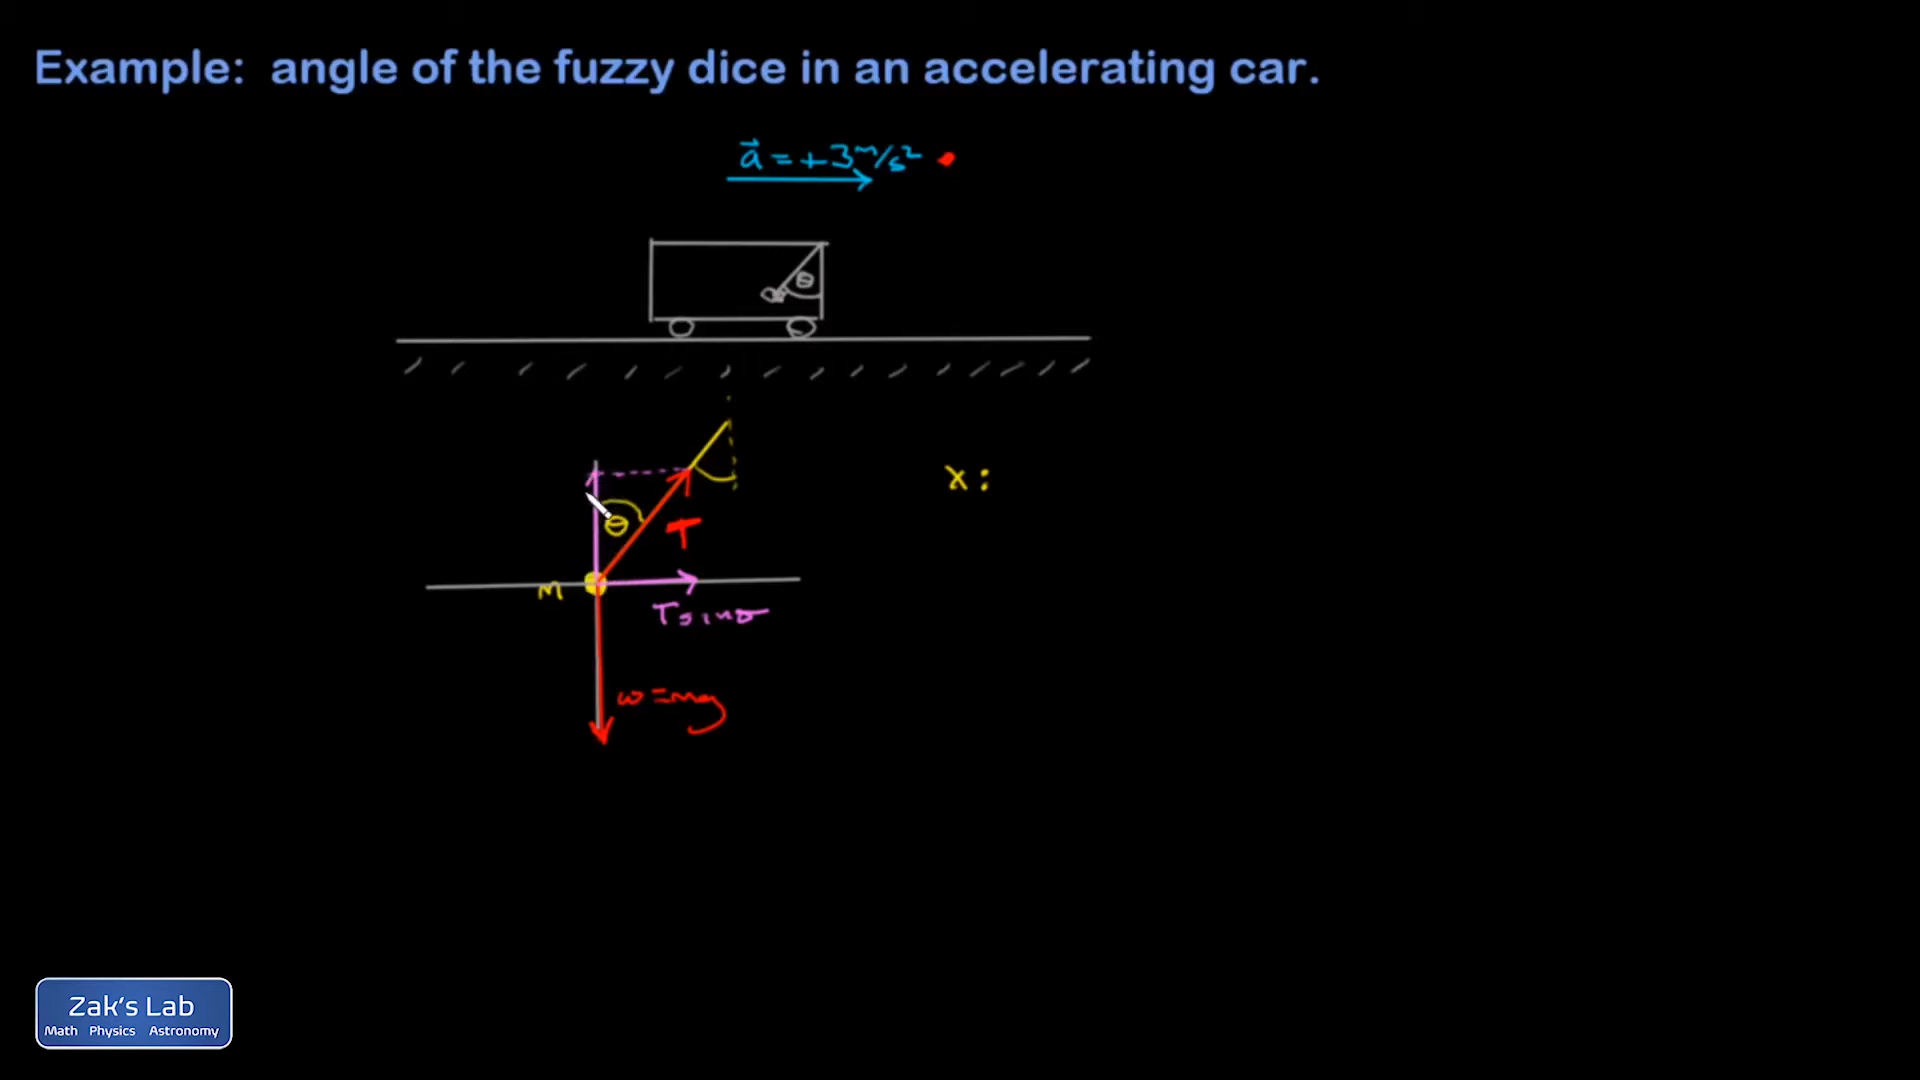 Example: angle of the fuzzy dice in an accelerating car.
a⃗ = +3 m/s²
θ
x:
θ
T
m
T sin θ
w = mg
Zak's Lab
Math Physics Astronomy